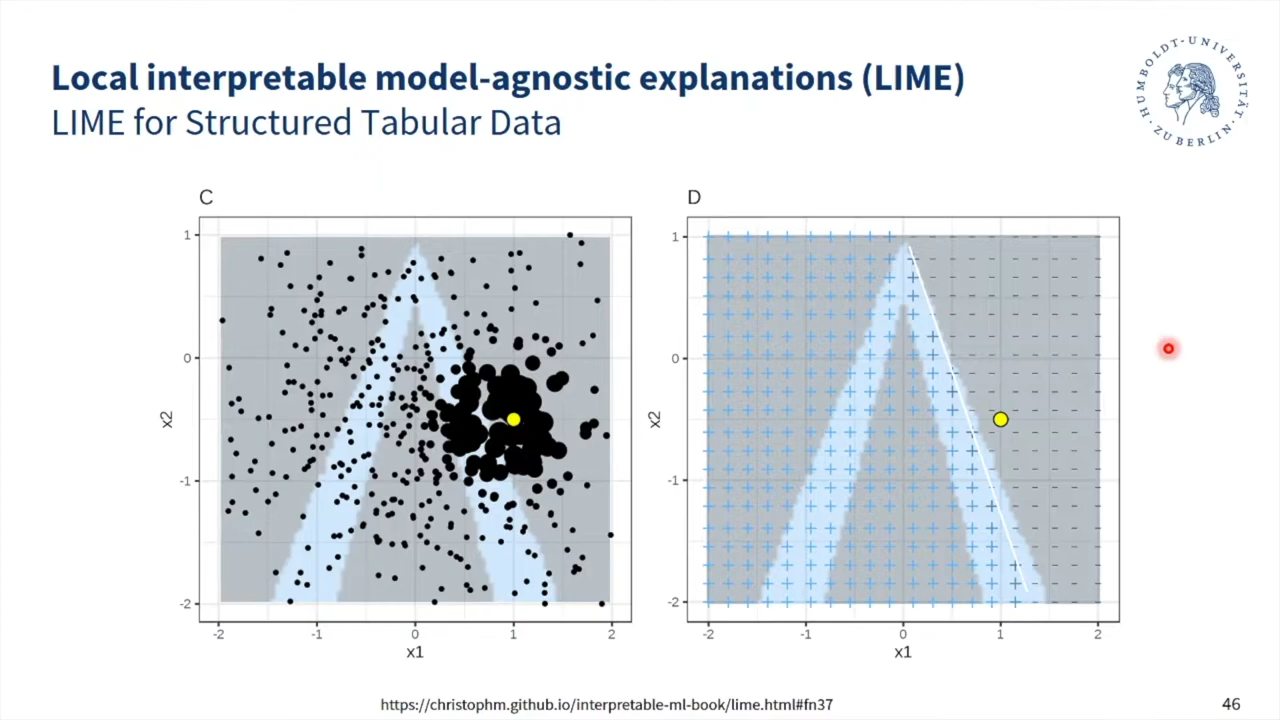 Local interpretable model-agnostic explanations (LIME)
LIME for Structured Tabular Data
HUMBOLDT-UNIVERSITÄT
ZU BERLIN
C
1
0
-1
-2
x2
-2
-1
0
1
2
x1
D
1
0
-1
-2
x2
-2
-1
0
1
2
x1
https://christophm.github.io/interpretable-ml-book/lime.html#fn37
46